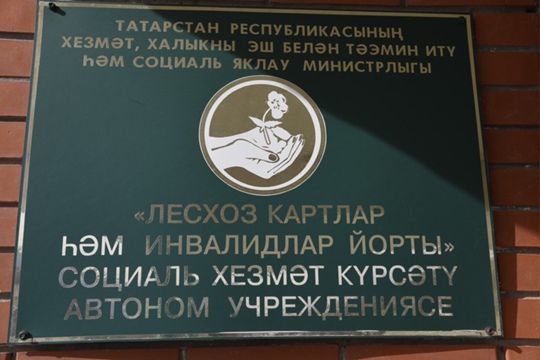 ТАТАРСТАН РЕСПУБЛИКАСЫНЫҢ
ХЕЗМӘТ, ХАЛЫКНЫ ЭШ БЕЛӘН ТӘЭМИН ИТҮ
ҺӘМ СОЦИАЛЬ ЯКЛАУ МИНИСТРЛЫГЫ
«ЛЕСХОЗ КАРТЛАР
ҺӘМ ИНВАЛИДЛАР ЙОРТЫ»
СОЦИАЛЬ ХЕЗМӘТ КҮРСӘТҮ
АВТОНОМ УЧРЕЖДЕНИЯСЕ